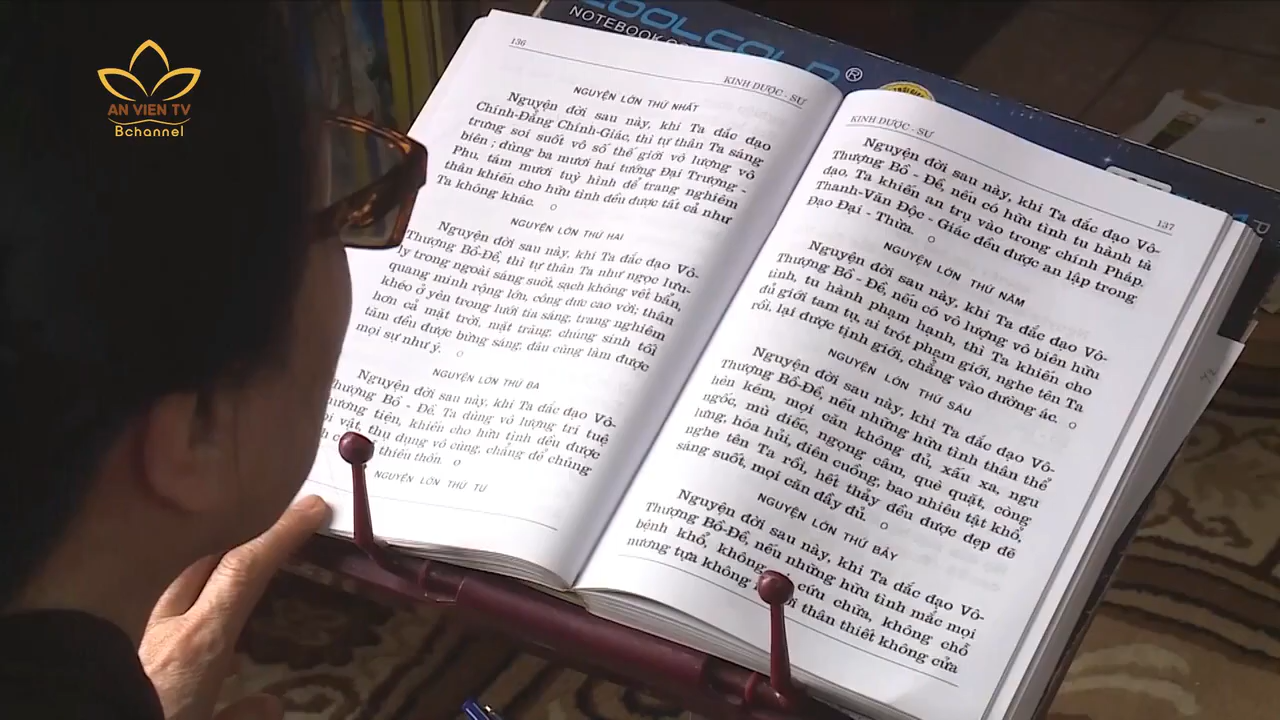 AN VIEN TV
Bchannel
COOLCOLD ®
NOTEBOOK
136
KINH DƯỢC - SƯ
NGUYỆN LỚN THỨ NHẤT
Nguyện đời sau này, khi Ta đắc đạo
Chính-Đẳng Chính-Giác, thì tự thân Ta sáng
trưng soi suốt vô số thế giới vô lượng vô
biên ; dùng ba mươi hai tướng Đại Trượng -
Phu, tám mươi tuỳ hình để trang nghiêm
thân khiến cho hữu tình đều được tất cả như
Ta không khác.
NGUYỆN LỚN THỨ HAI
Nguyện đời sau này, khi Ta đắc đạo Vô-
Thượng Bồ-Đề, thì tự thân Ta như ngọc lưu-
ly trong ngoài sáng suốt, sạch không vết bẩn,
quang minh rộng lớn, công đức cao vời; thân
khéo ở yên trong lưới tia sáng, trang nghiêm
hơn cả mặt trời, mặt trăng, chúng sinh tối
tăm đều được bừng sáng, đâu cũng làm được
mọi sự như ý.
NGUYỆN LỚN THỨ BA
Nguyện đời sau này, khi Ta đắc đạo Vô-
Thượng Bồ - Đề, Ta dùng vô lượng trí tuệ
phương tiện, khiến cho hữu tình đều được
vật, thụ dụng vô cùng, chẳng để chúng
thiếu thốn.
NGUYỆN LỚN THỨ TƯ
KINH DƯỢC - SƯ
137
Nguyện đời sau này, khi Ta đắc đạo Vô-
Thượng Bồ - Đề, nếu có hữu tình tu hành tà
đạo, Ta khiến an trụ vào trong chính Pháp.
Thanh-Văn Độc - Giác đều được an lập trong
Đạo Đại - Thừa.
NGUYỆN LỚN THỨ NĂM
Nguyện đời sau này, khi Ta đắc đạo Vô-
Thượng Bồ - Đề, nếu có vô lượng vô biên hữu
tình, tu hành phạm hạnh, thì Ta khiến cho
đủ giới tam tụ, ai trót phạm giới, nghe tên Ta
rồi, lại được tịnh giới, chẳng vào đường ác.
NGUYỆN LỚN THỨ SÁU
Nguyện đời sau này, khi Ta đắc đạo Vô-
Thượng Bồ-Đề, nếu những hữu tình thân thể
hèn kém, mọi căn không đủ, xấu xa, ngu
ngốc, mù điếc, ngọng câm, què quặt, còng
lưng, hóa hủi, điên cuồng, bao nhiêu tật khổ,
nghe tên Ta rồi, hết thảy đều được đẹp đẽ
sáng suốt, mọi căn đầy đủ.
NGUYỆN LỚN THỨ BẢY
Nguyện đời sau này, khi Ta đắc đạo Vô-
Thượng Bồ-Đề, nếu những hữu tình mắc mọi
bệnh khổ, không cứu chữa, không chỗ
nương tựa không thân thiết không cửa